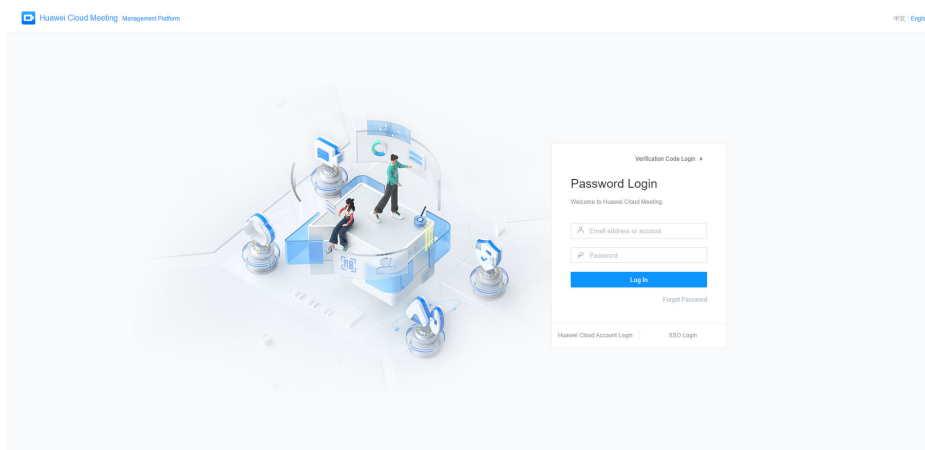 Huawei Cloud Meeting Management Platform
中文 | Englis
Verification Code Login
Password Login
Welcome to Huawei Cloud Meeting.
Email address or account
Password
Log In
Forgot Password
Huawei Cloud Account Login
SSO Login